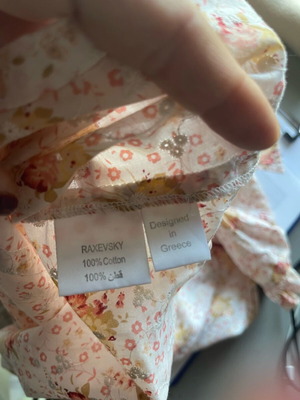 RAXEVSKY
100%Cotton
100% قطن
Designed
in
Greece